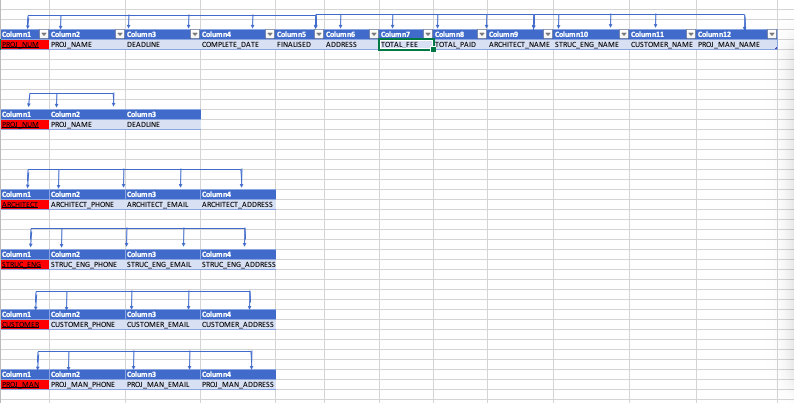 Column1 Column2 Column3 Column4 Column5 Column6 Column7 Column8 Column9 Column10 Column11 Column12
PROJ_NUM PROJ_NAME DEADLINE COMPLETE_DATE FINALISED ADDRESS TOTAL_FEE TOTAL_PAID ARCHITECT_NAME STRUC_ENG_NAME CUSTOMER_NAME PROJ_MAN_NAME
Column1 Column2 Column3
PROJ_NUM PROJ_NAME DEADLINE
Column1 Column2 Column3 Column4
ARCHITECT ARCHITECT_PHONE ARCHITECT_EMAIL ARCHITECT_ADDRESS
Column1 Column2 Column3 Column4
STRUC_ENG STRUC_ENG_PHONE STRUC_ENG_EMAIL STRUC_ENG_ADDRESS
Column1 Column2 Column3 Column4
CUSTOMER CUSTOMER_PHONE CUSTOMER_EMAIL CUSTOMER_ADDRESS
Column1 Column2 Column3 Column4
PROJ_MAN PROJ_MAN_PHONE PROJ_MAN_EMAIL PROJ_MAN_ADDRESS